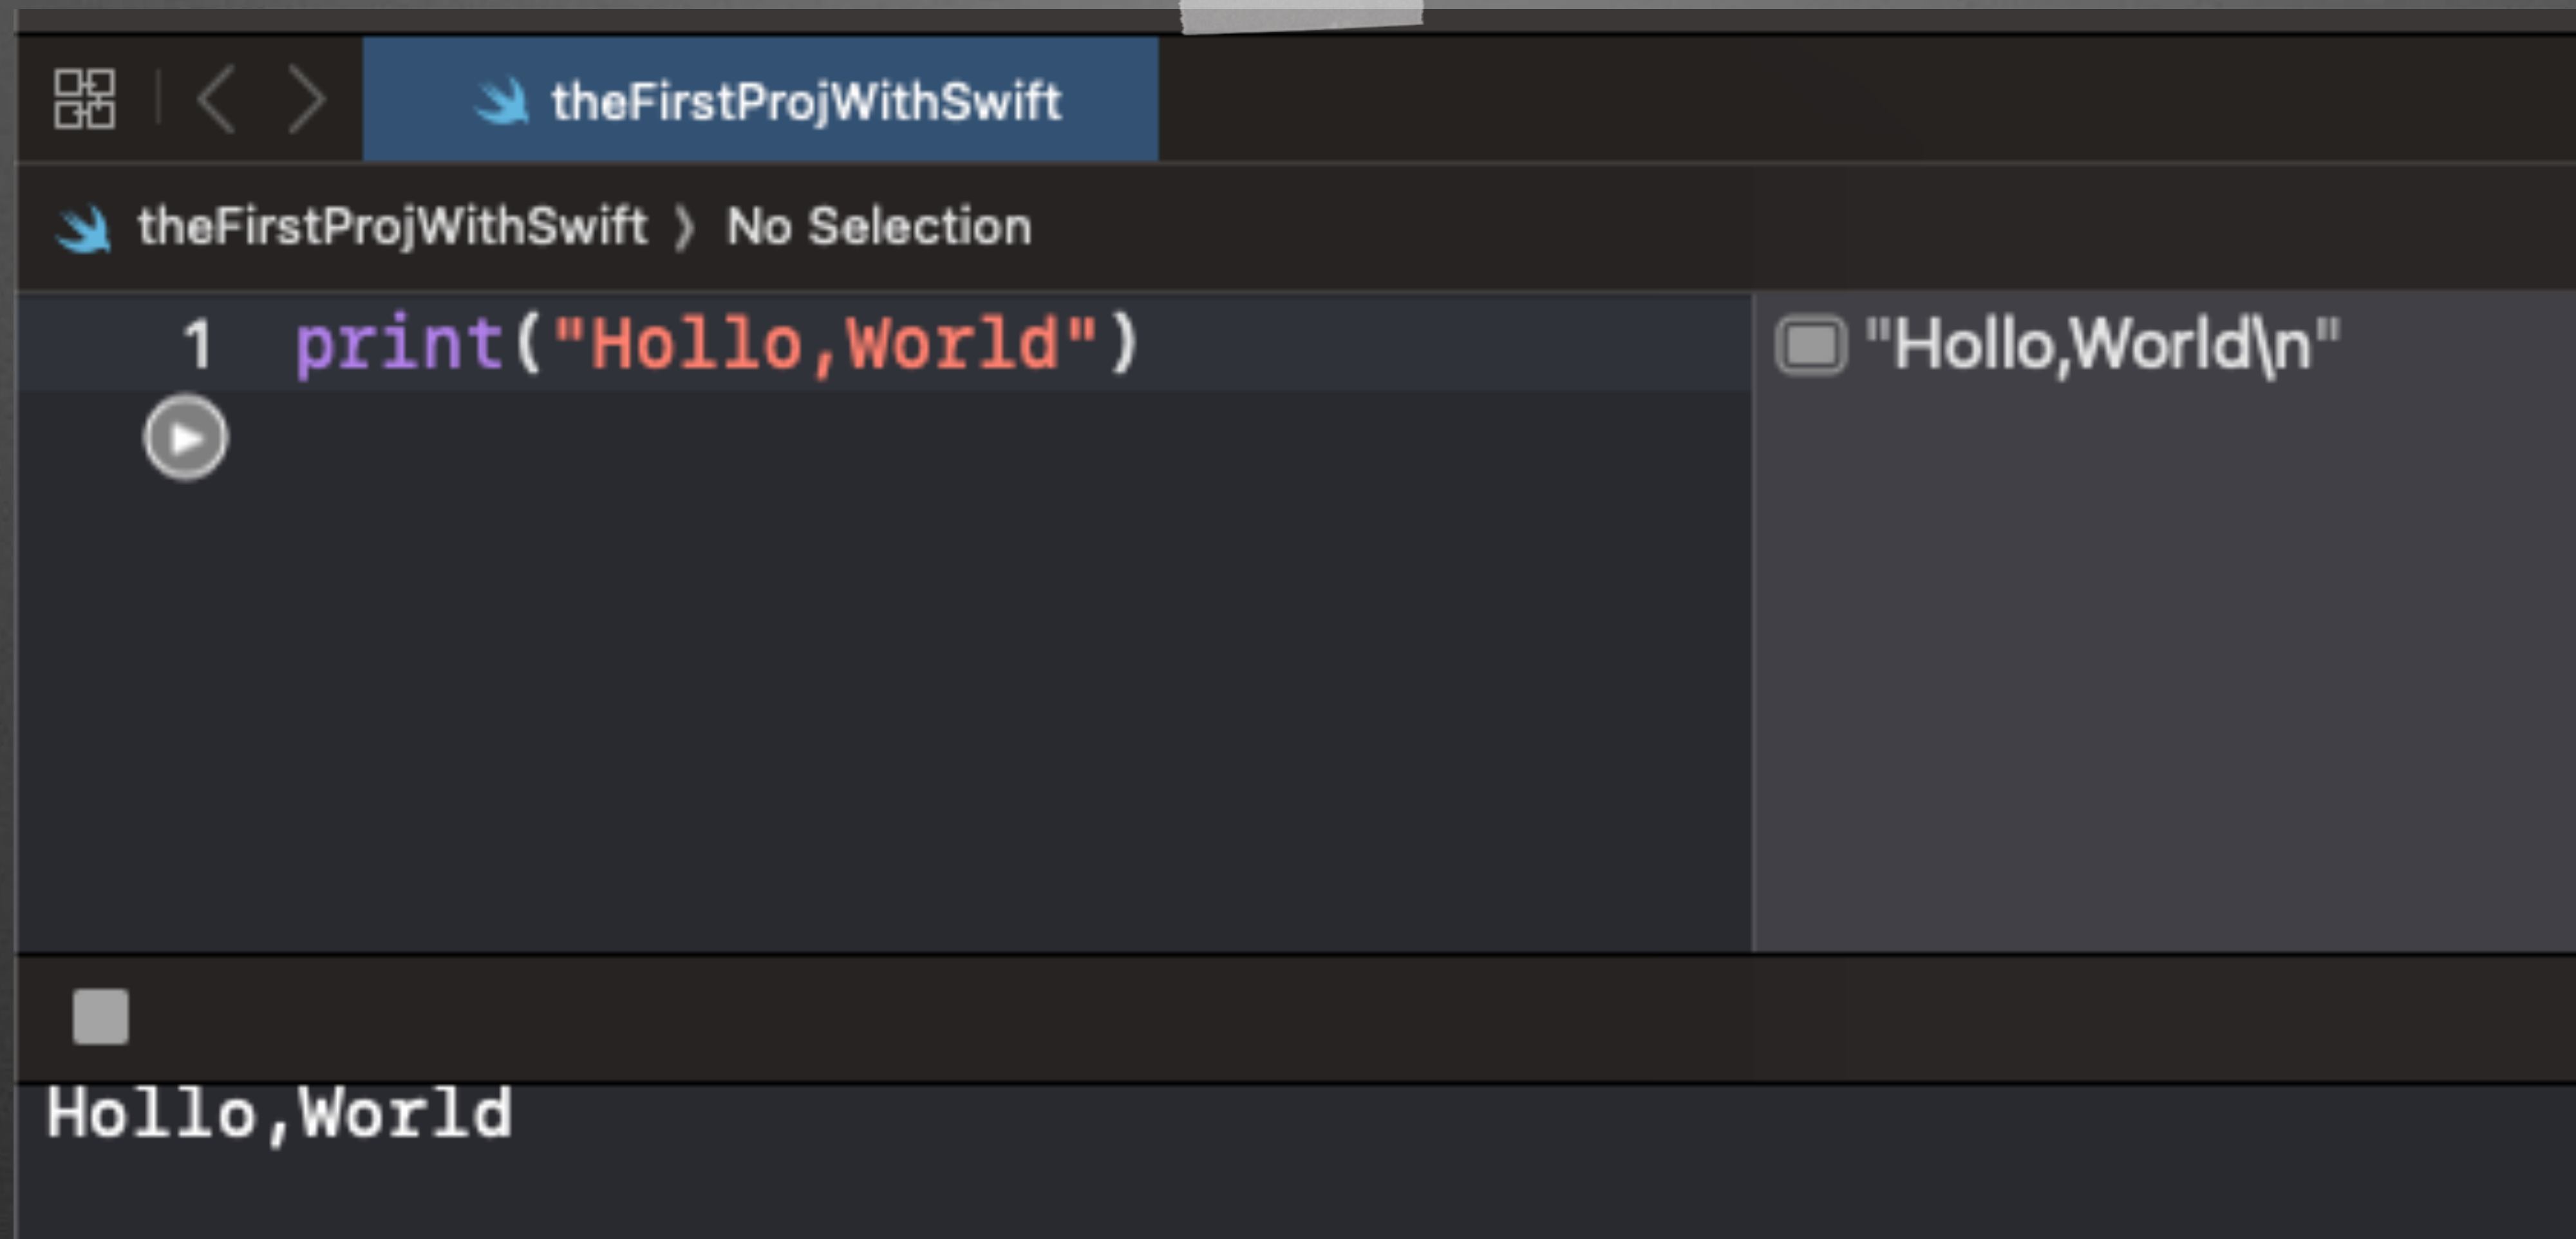 theFirstProjWithSwift
theFirstProjWithSwift 〉 No Selection
1 print("Hollo,World")
"Hollo,World\n"
Hollo,World